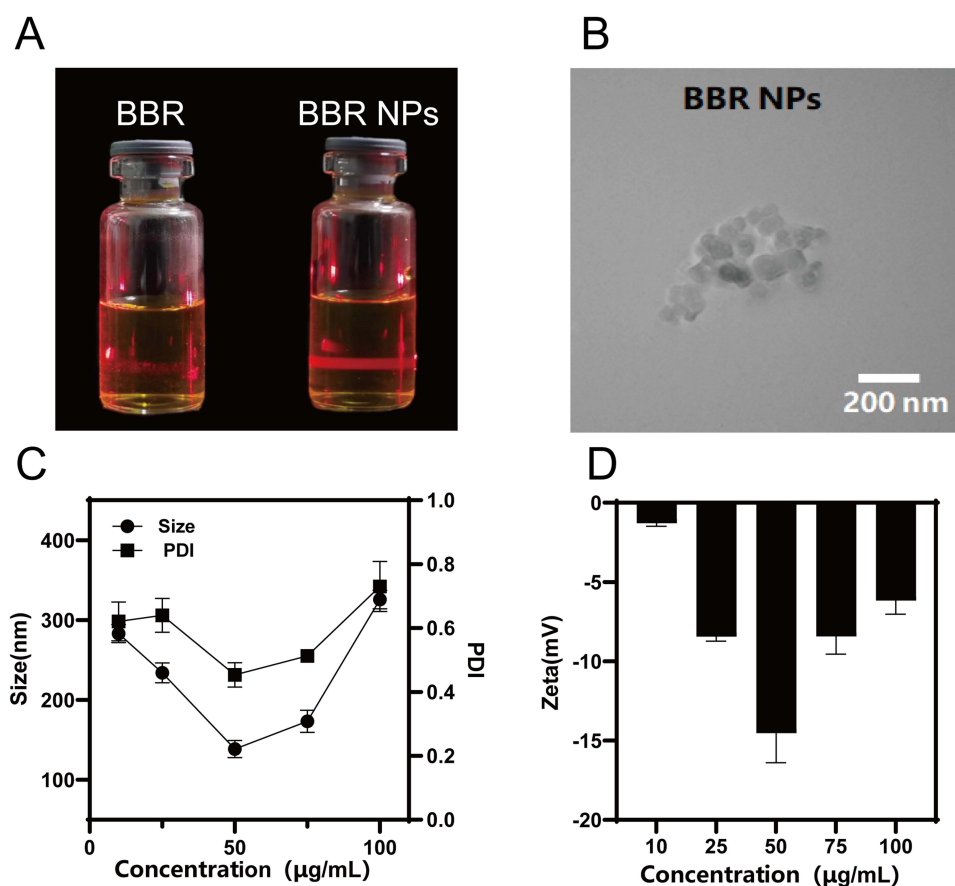 A
BBR
BBR NPs
B
BBR NPs
200 nm
C
Size
PDI
400
300
200
100
Size(nm)
1.0
0.8
0.6
0.4
0.2
0.0
PDI
0
50
100
Concentration (μg/mL)
D
0
-5
-10
-15
-20
Zeta(mV)
10
25
50
75
100
Concentration (μg/mL)